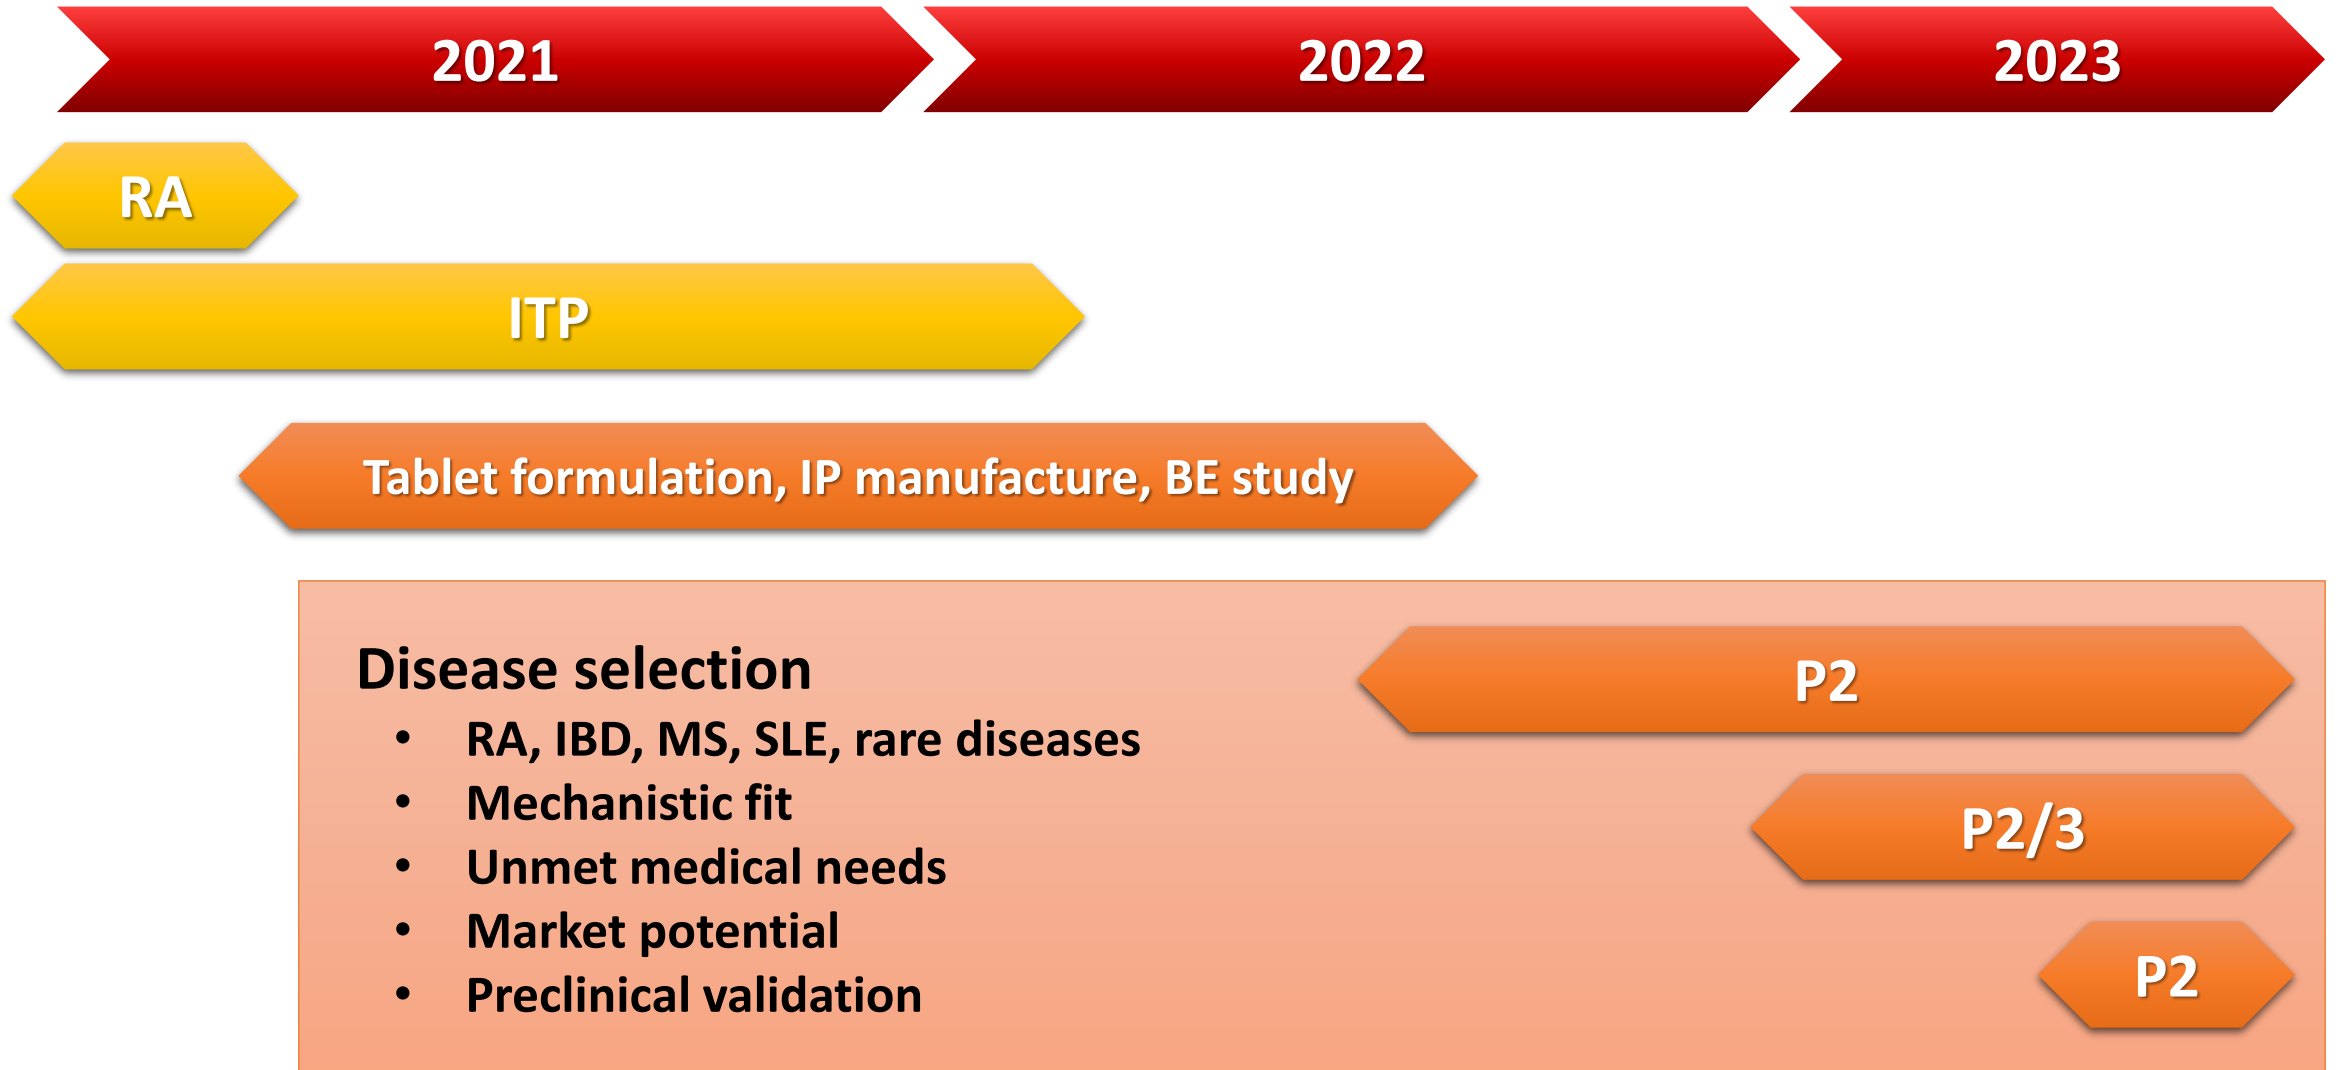 2021 2022 2023
RA
ITP
Tablet formulation, IP manufacture, BE study
Disease selection
• RA, IBD, MS, SLE, rare diseases
• Mechanistic fit
• Unmet medical needs
• Market potential
• Preclinical validation
P2
P2/3
P2